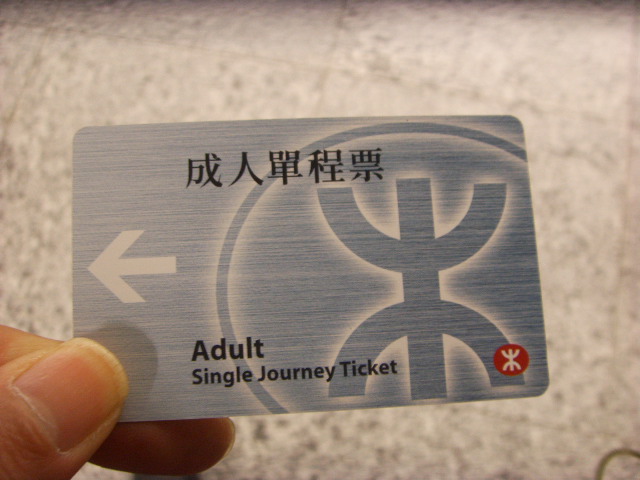 成人單程票
Adult
Single Journey Ticket